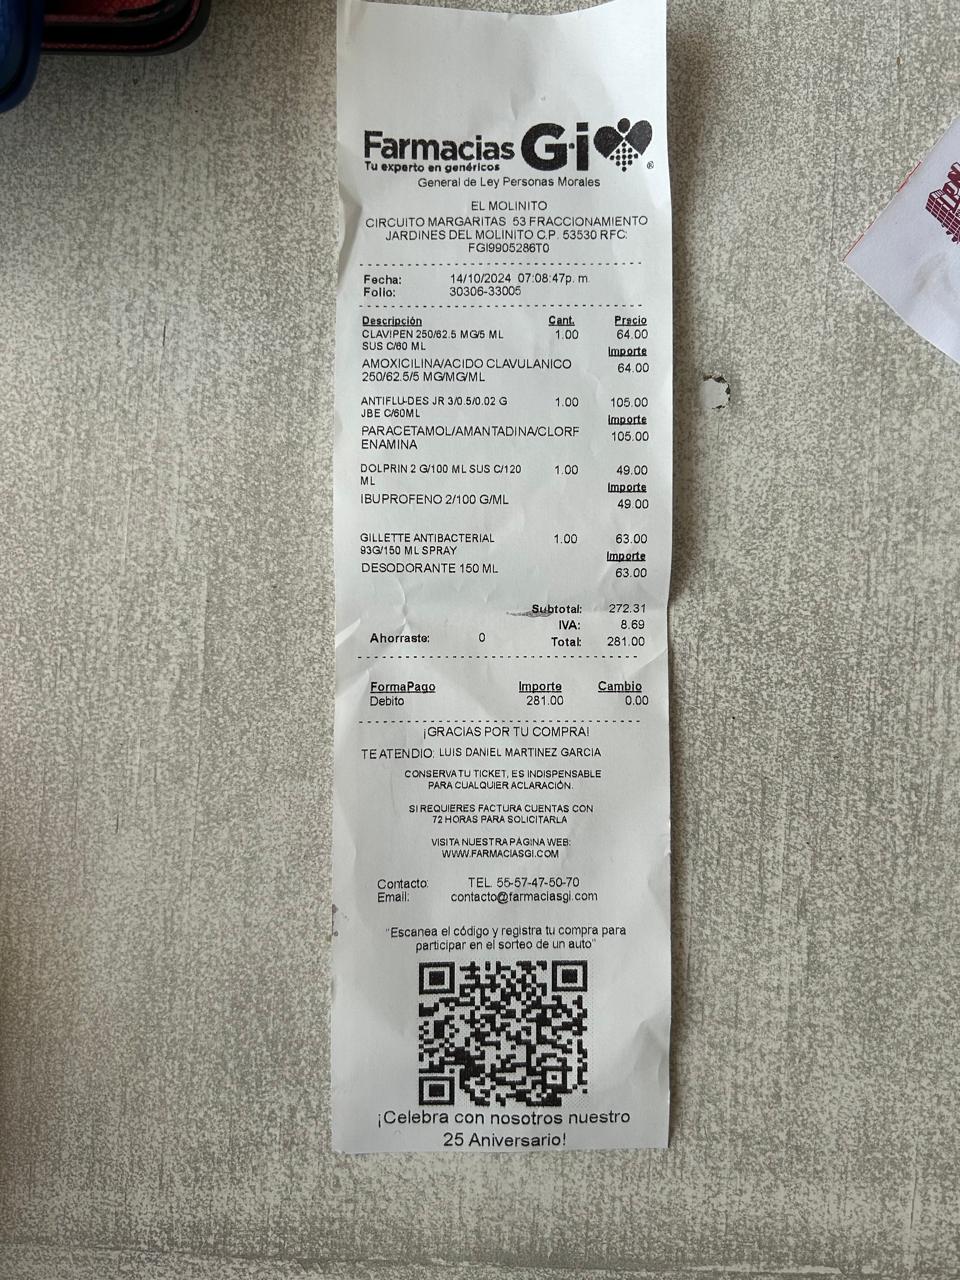 Farmacias G·i ®
Tu experto en genéricos
General de Ley Personas Morales
EL MOLINITO
CIRCUITO MARGARITAS 53 FRACCIONAMIENTO
JARDINES DEL MOLINITO C.P. 53530 RFC:
FGI9905286T0
Fecha: 14/10/2024 07:08:47p. m.
Folio: 30306-33005
Descripción Cant. Precio
CLAVIPEN 250/62.5 MG/5 ML 1.00 64.00
SUS C/60 ML Importe
AMOXICILINA/ACIDO CLAVULANICO 64.00
250/62.5/5 MG/MG/ML
ANTIFLU-DES JR 3/0.5/0.02 G 1.00 105.00
JBE C/60ML Importe
PARACETAMOL/AMANTADINA/CLORF 105.00
ENAMINA
DOLPRIN 2 G/100 ML SUS C/120 1.00 49.00
ML Importe
IBUPROFENO 2/100 G/ML 49.00
GILLETTE ANTIBACTERIAL 1.00 63.00
93G/150 ML SPRAY Importe
DESODORANTE 150 ML 63.00
Subtotal: 272.31
IVA: 8.69
Ahorraste: 0 Total: 281.00
FormaPago Importe Cambio
Debito 281.00 0.00
¡GRACIAS POR TU COMPRA!
TE ATENDIO: LUIS DANIEL MARTINEZ GARCIA
CONSERVA TU TICKET, ES INDISPENSABLE
PARA CUALQUIER ACLARACIÓN.
SI REQUIERES FACTURA CUENTAS CON
72 HORAS PARA SOLICITARLA
VISITA NUESTRA PÁGINA WEB:
WWW.FARMACIASGI.COM
Contacto: TEL. 55-57-47-50-70
Email: contacto@farmaciasgi.com
"Escanea el código y registra tu compra para
participar en el sorteo de un auto"
¡Celebra con nosotros nuestro
25 Aniversario!